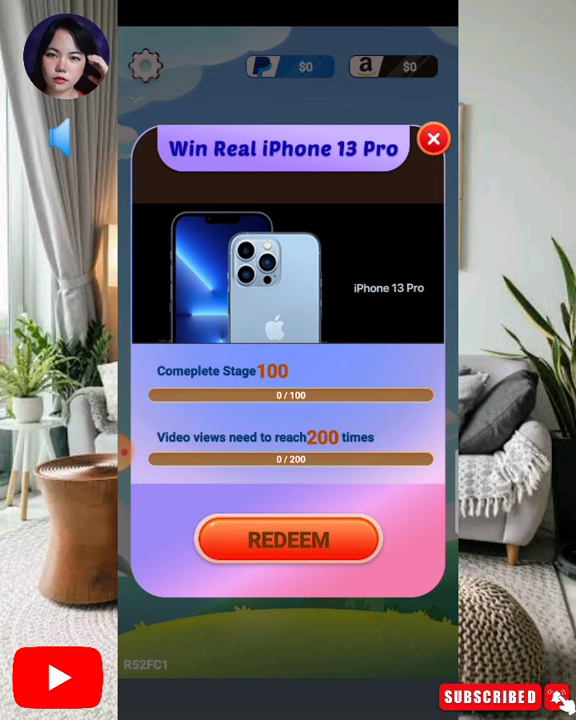 $0
$0
Win Real iPhone 13 Pro
iPhone 13 Pro
Comeplete Stage100
0 / 100
Video views need to reach200 times
0 / 200
REDEEM
R52FC1
SUBSCRIBED